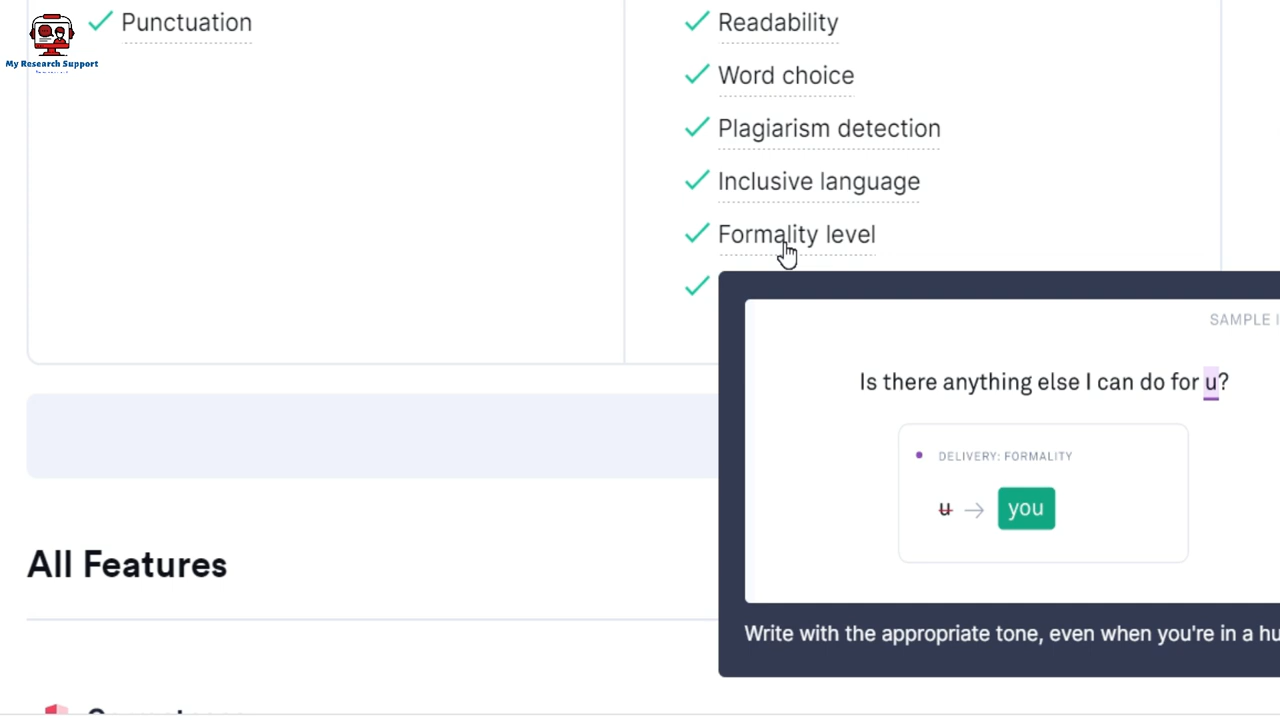 My Research Support
Punctuation
Readability
Word choice
Plagiarism detection
Inclusive language
Formality level
SAMPLE
Is there anything else I can do for u?
DELIVERY: FORMALITY
u → you
Write with the appropriate tone, even when you're in a
All Features